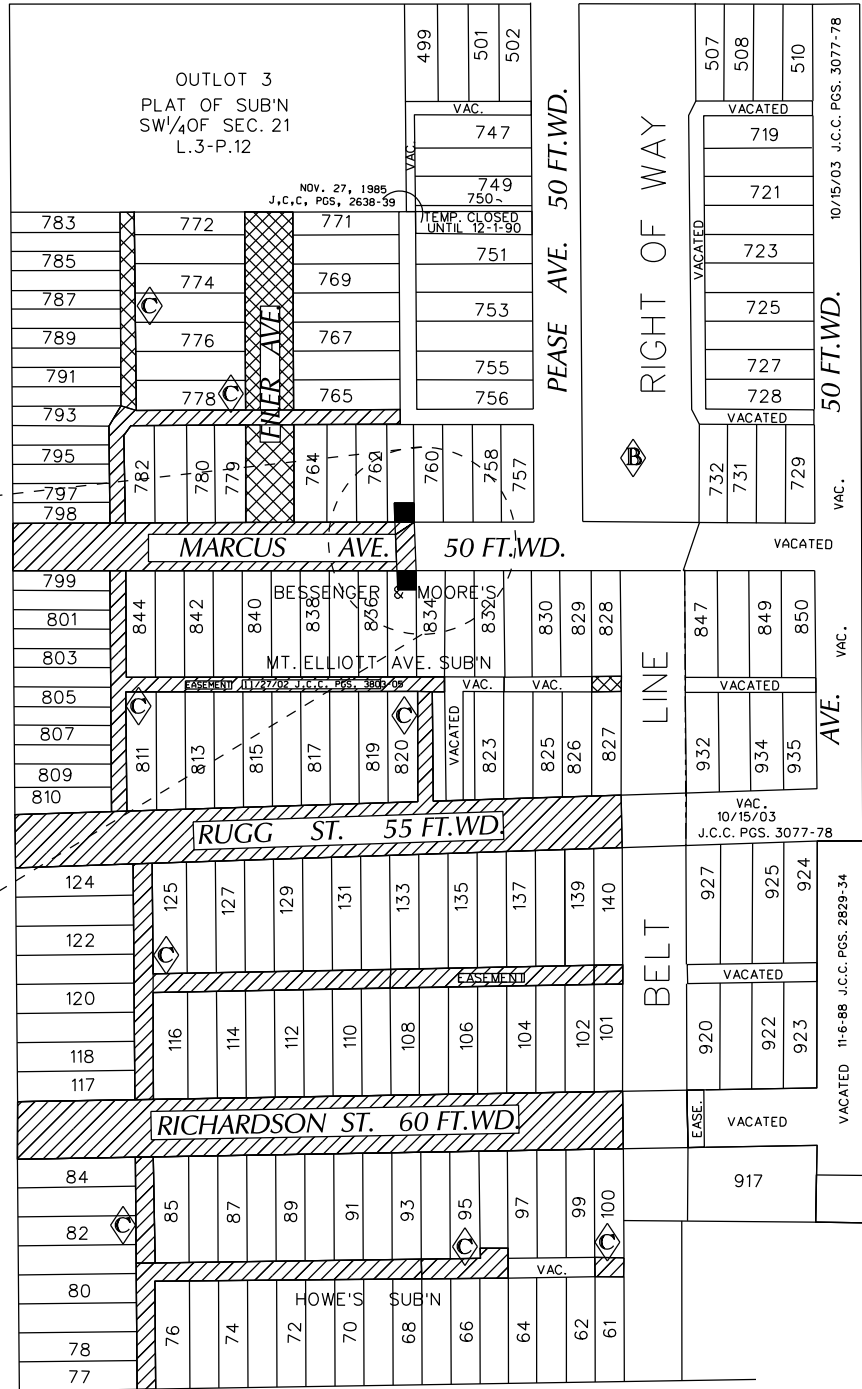 499
501
502
507
508
510
OUTLOT 3
PLAT OF SUB'N
SW¼ OF SEC. 21
L.3-P.12
VAC.
VAC.
747
749
750
NOV. 27, 1985
J,C,C, PGS, 2638-39
TEMP. CLOSED
UNTIL 12-1-90
751
753
755
756
PEASE AVE. 50 FT.WD.
RIGHT OF WAY
VACATED
VACATED
719
721
723
725
727
728
VACATED
10/15/03 J.C.C. PGS. 3077-78
50 FT.WD.
783
785
787
789
791
793
795
797
798
772
774
776
778
C
C
FILER AVE.
771
769
767
765
782
780
779
764
762
760
758
757
B
732
731
729
VAC.
MARCUS AVE. 50 FT.WD.
VACATED
799
801
803
805
807
809
810
844
842
840
838
836
834
832
830
829
828
BESSENGER & MOORE'S
MT. ELLIOTT AVE. SUB'N
847
849
850
VAC.
EASEMENT 11/27/02 J.C.C. PGS, 3803-05
VAC.
VAC.
VACATED
C
C
811
813
815
817
819
820
VACATED
823
825
826
827
LINE
932
934
935
AVE.
RUGG ST. 55 FT.WD.
VAC.
10/15/03
J.C.C. PGS. 3077-78
124
122
120
118
117
125
127
129
131
133
135
137
139
140
927
925
924
C
EASEMENT
VACATED
BELT
116
114
112
110
108
106
104
102
101
920
922
923
VACATED 11-6-88 J.C.C. PGS. 2829-34
RICHARDSON ST. 60 FT.WD.
EASE.
VACATED
84
82
80
78
77
85
87
89
91
93
95
97
99
100
917
C
C
C
VAC.
HOWE'S SUB'N
76
74
72
70
68
66
64
62
61